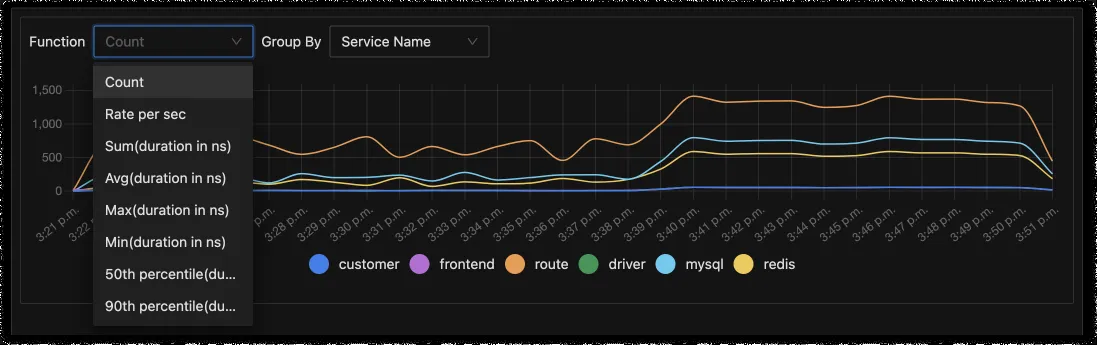 Function Count Group By Service Name
Count
Rate per sec
Sum(duration in ns)
Avg(duration in ns)
Max(duration in ns)
Min(duration in ns)
50th percentile(du...
90th percentile(du...
1,500
1,000
500
0
3:21 p.m. 3:22 3:28 p.m. 3:29 p.m. 3:30 p.m. 3:31 p.m. 3:32 p.m. 3:33 p.m. 3:34 p.m. 3:35 p.m. 3:36 p.m. 3:37 p.m. 3:38 p.m. 3:39 p.m. 3:40 p.m. 3:41 p.m. 3:42 p.m. 3:43 p.m. 3:44 p.m. 3:45 p.m. 3:46 p.m. 3:47 p.m. 3:48 p.m. 3:49 p.m. 3:50 p.m. 3:51 p.m.
customer frontend route driver mysql redis